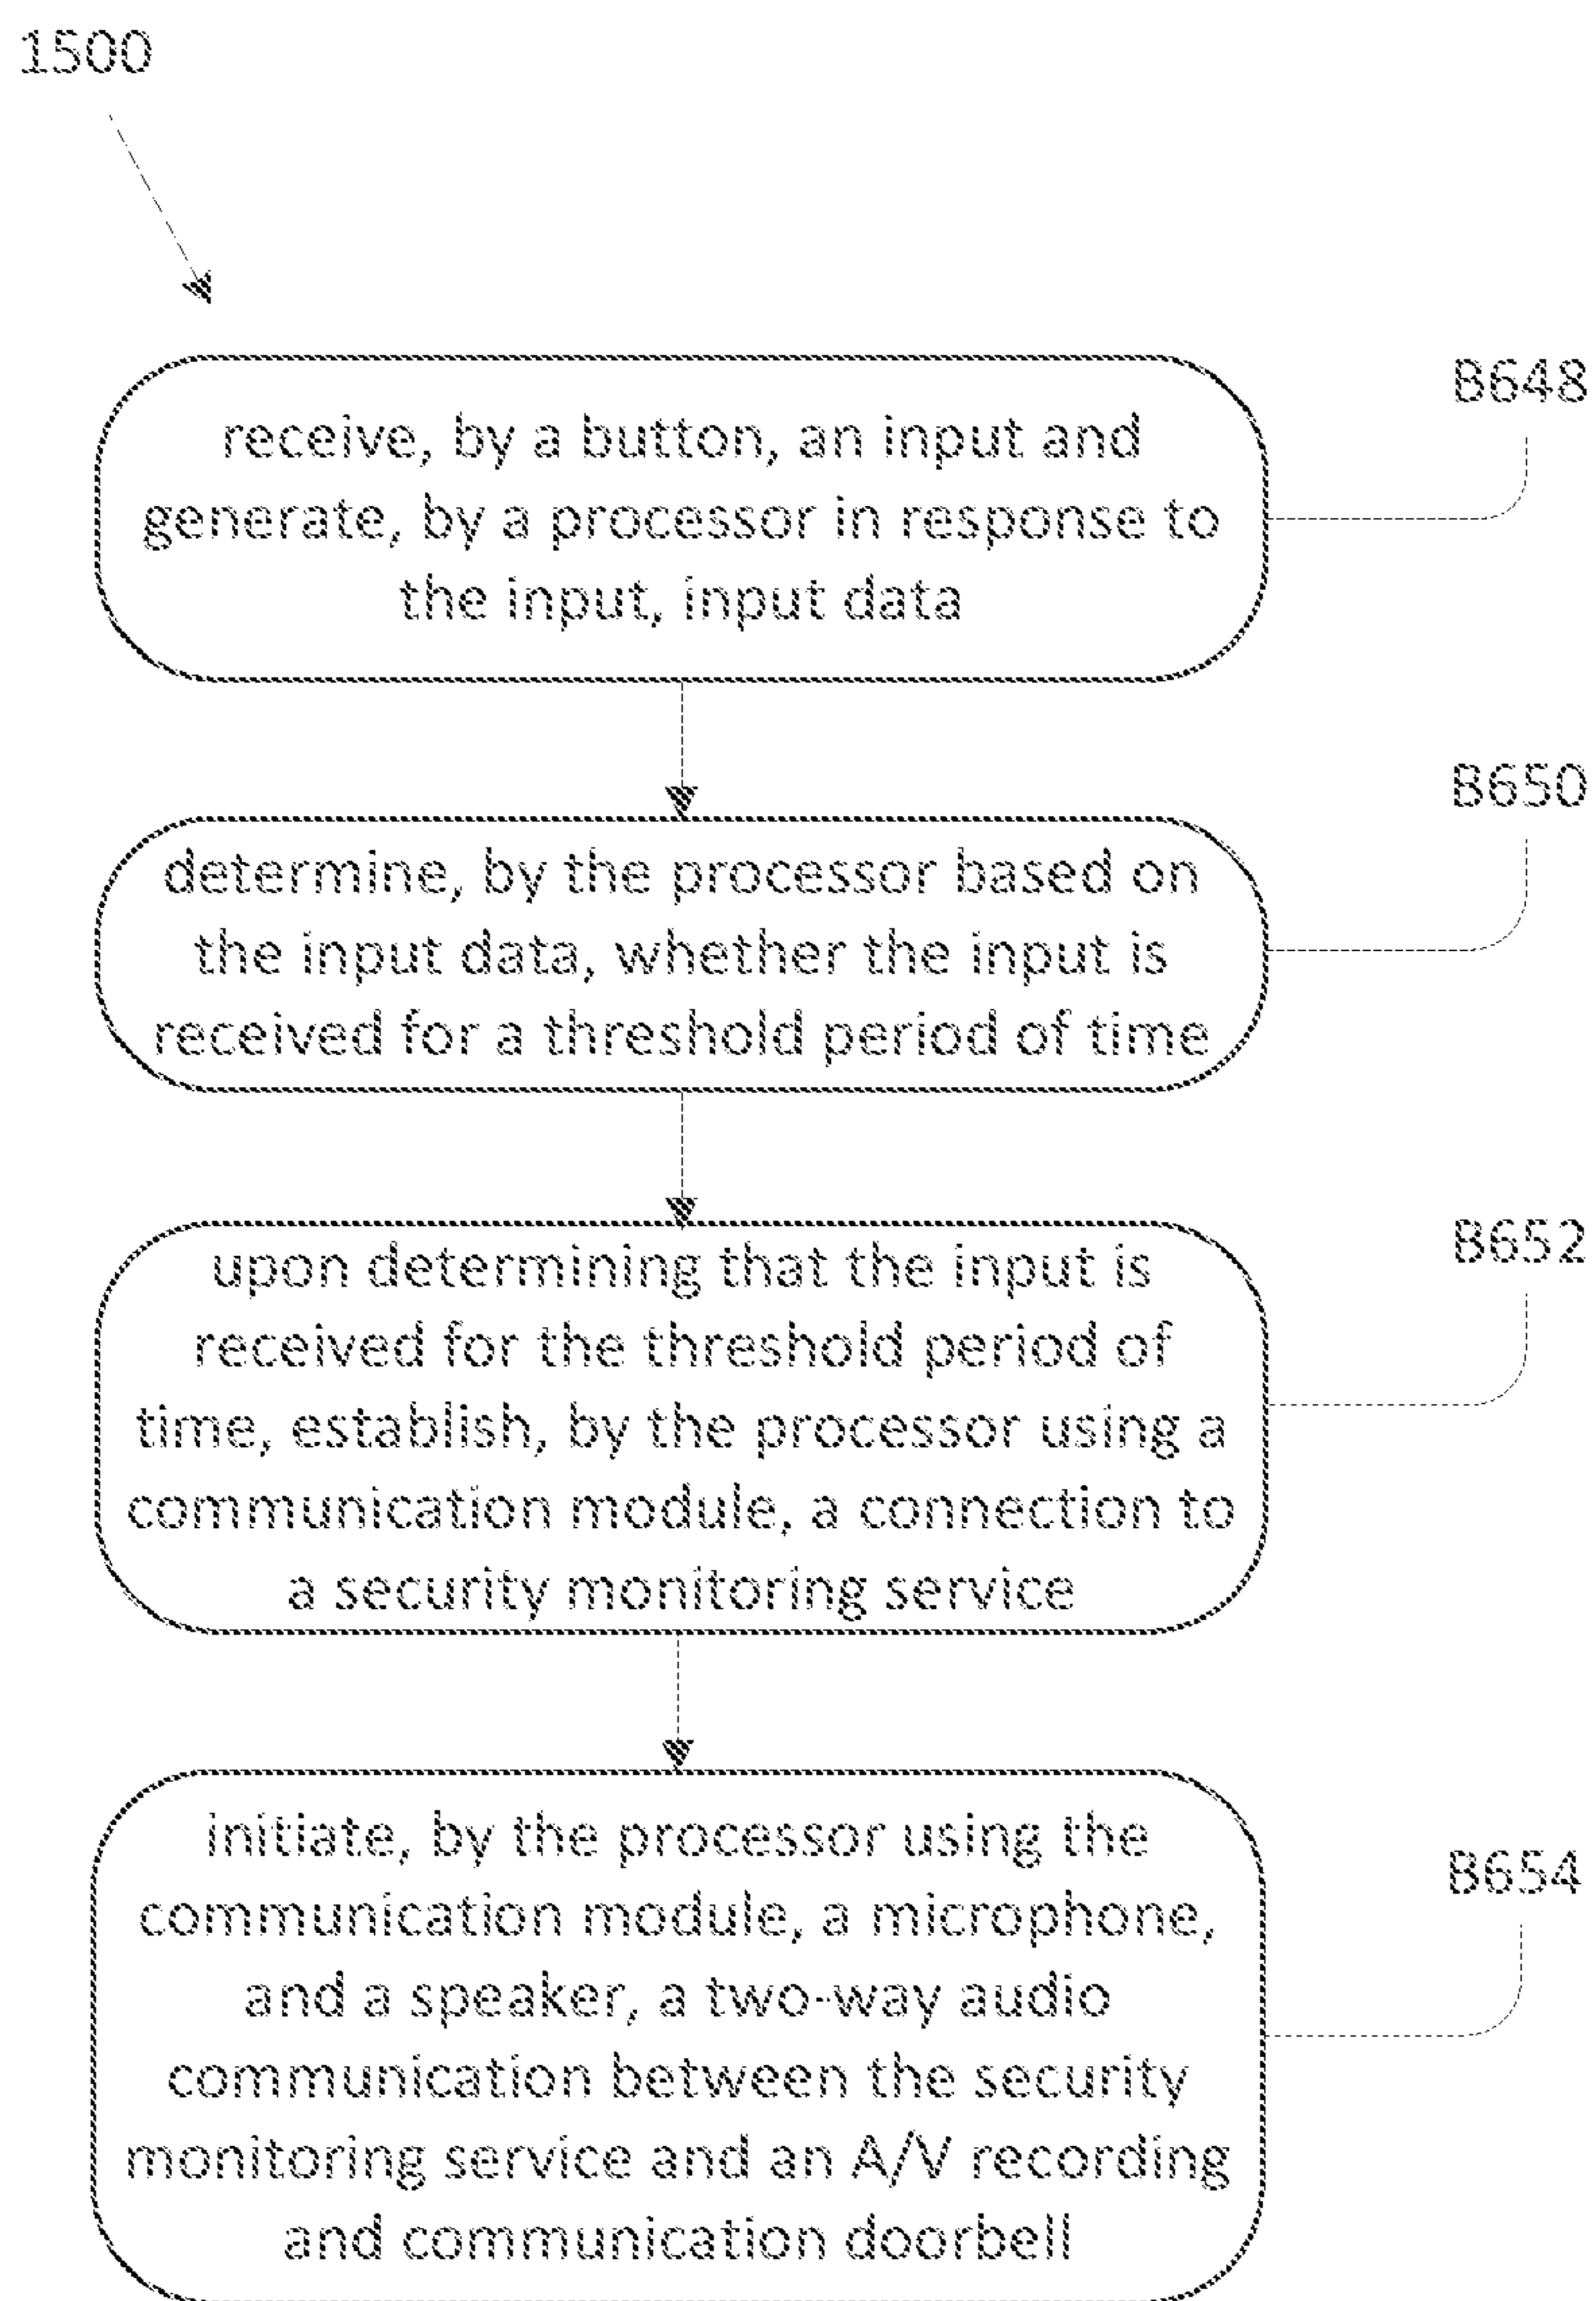 1500
B648
receive, by a button, an input and
generate, by a processor in response to
the input, input data
B650
determine, by the processor based on
the input data, whether the input is
received for a threshold period of time
B652
upon determining that the input is
received for the threshold period of
time, establish, by the processor using a
communication module, a connection to
a security monitoring service
B654
initiate, by the processor using the
communication module, a microphone,
and a speaker, a two-way audio
communication between the security
monitoring service and an A/V recording
and communication doorbell